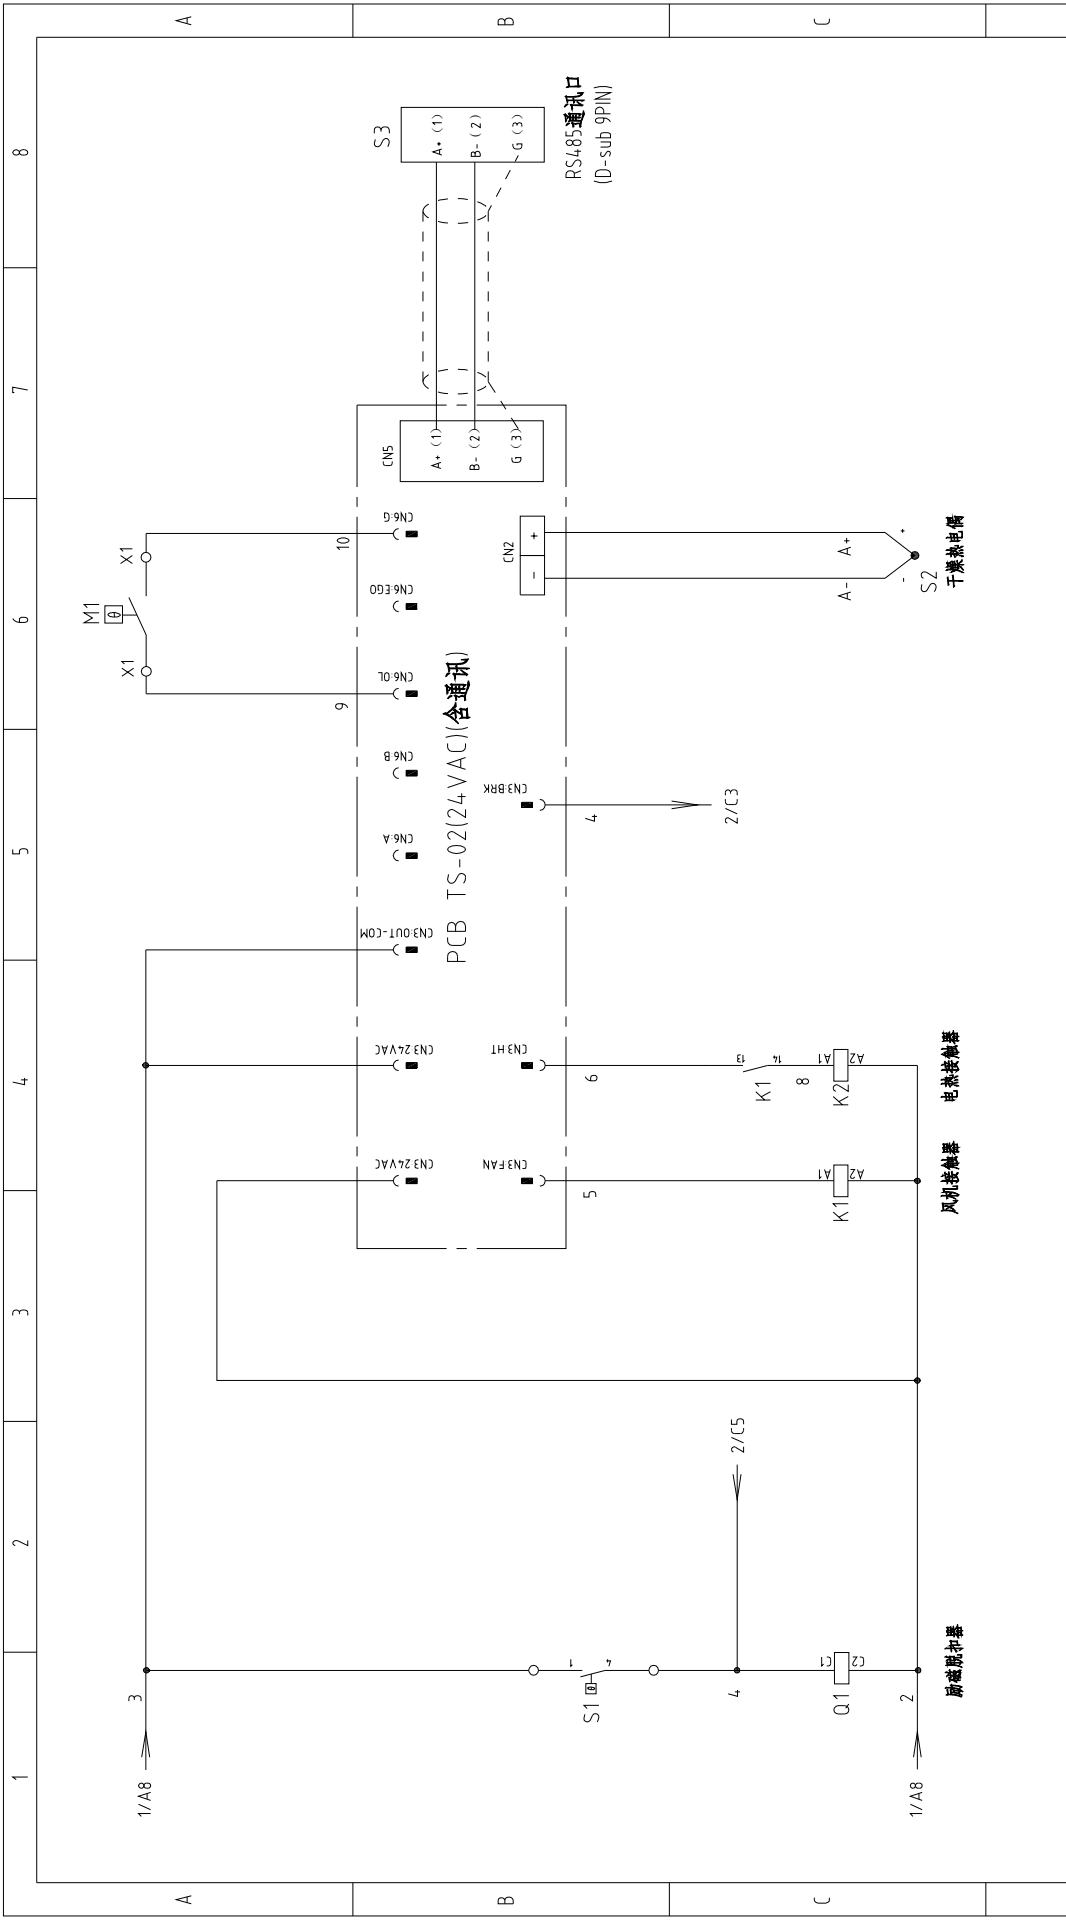 A
B
C
8
7
6
5
4
3
2
1
S3
A+ (1)
B- (2)
G (3)
RS485通讯口
(D-sub 9PIN)
CN5
A+ (1)
B- (2)
G (3)
M1
θ
X1
X1
10
9
CN6:G
CN6:EGO
CN6:OL
CN6:B
CN6:A
CN3:OUT-COM
CN3:24VAC
CN3:24VAC
PCB TS-02(24VAC)(含通讯)
CN2
- +
A- A+
- +
S2
干燥热电偶
CN3:BRK
4
2/C3
CN3:HT
6
13
14
K1
8
A1
A2
K2
电热接触器
CN3:FAN
5
A1
A2
K1
风机接触器
2/C5
3
1/A8
1
4
θ
S1
4
C1
C2
Q1
2
1/A8
励磁脱扣器
A
B
C